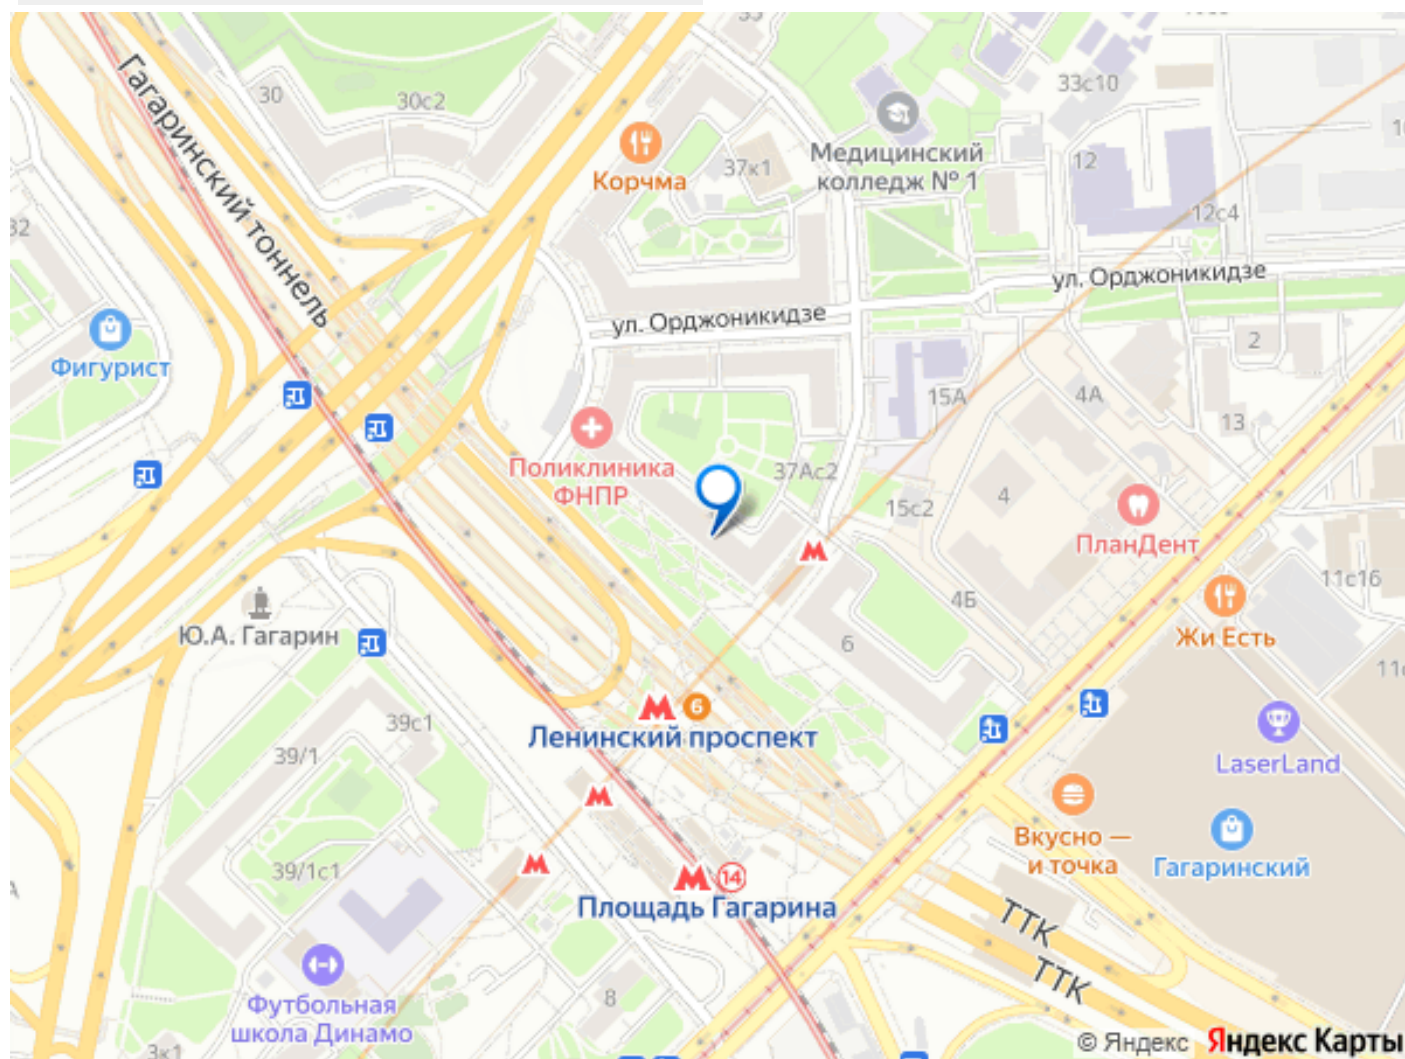 Гагаринский тоннель
30
30с2
33с10
Корчма
37к1
Медицинский
колледж № 1
12
12с4
32
ул. Орджоникидзе
ул. Орджоникидзе
Фигурист
2
15А
4А
13
Поликлиника
ФНПР
37Ас2
4
15с2
ПланДент
11с16
4Б
Жи Есть
Ю.А. Гагарин
6
6
Ленинский проспект
39с1
39/1
LaserLand
Вкусно —
и точка
Гагаринский
39/1с1
14
Площадь Гагарина
ТТК
ТТК
Футбольная
школа Динамо
8
3к1
© Яндекс Яндекс Карты